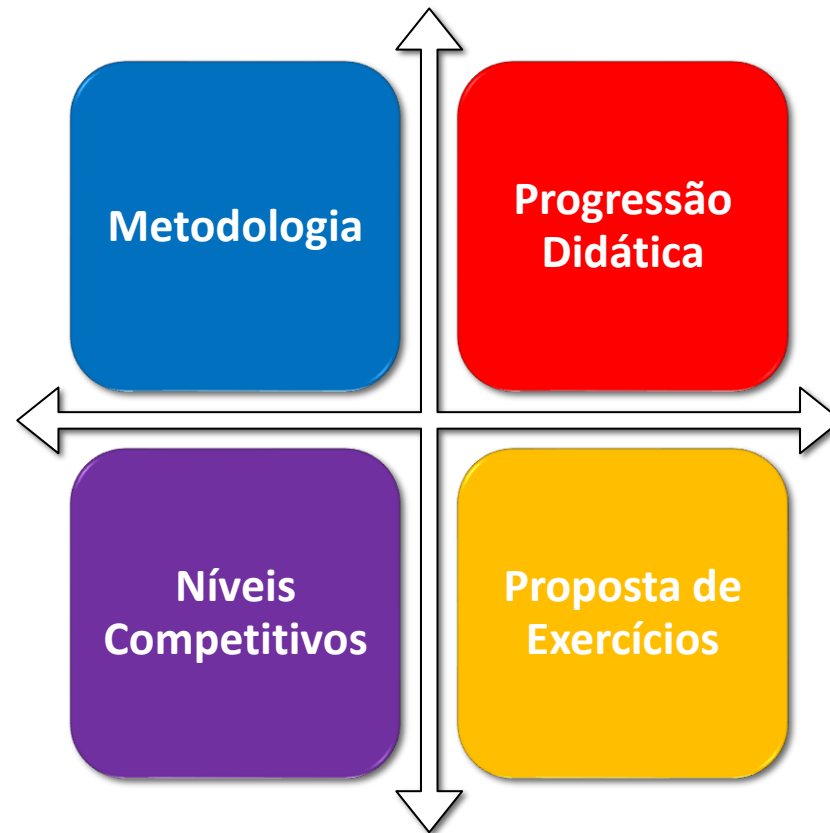 Metodologia
Progressão
Didática
Níveis
Competitivos
Proposta de
Exercícios